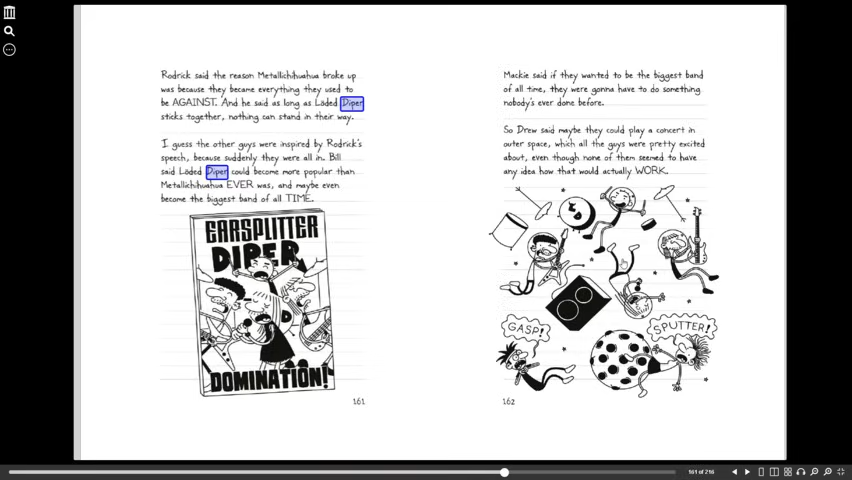 Rodrick said the reason Metallichihuahua broke up
was because they became everything they used to
be AGAINST. And he said as long as Löded Diper
sticks together, nothing can stand in their way.
I guess the other guys were inspired by Rodrick's
speech, because suddenly they were all in. Bill
said Löded Diper could become more popular than
Metallichihuahua EVER was, and maybe even
become the biggest band of all TIME.
EARSPLITTER
DIPER
DOMINATION!
161
Mackie said if they wanted to be the biggest band
of all time, they were gonna have to do something
nobody's ever done before.
So Drew said maybe they could play a concert in
outer space, which all the guys were pretty excited
about, even though none of them seemed to have
any idea how that would actually WORK.
GASP!
SPUTTER!
162
161 of 216